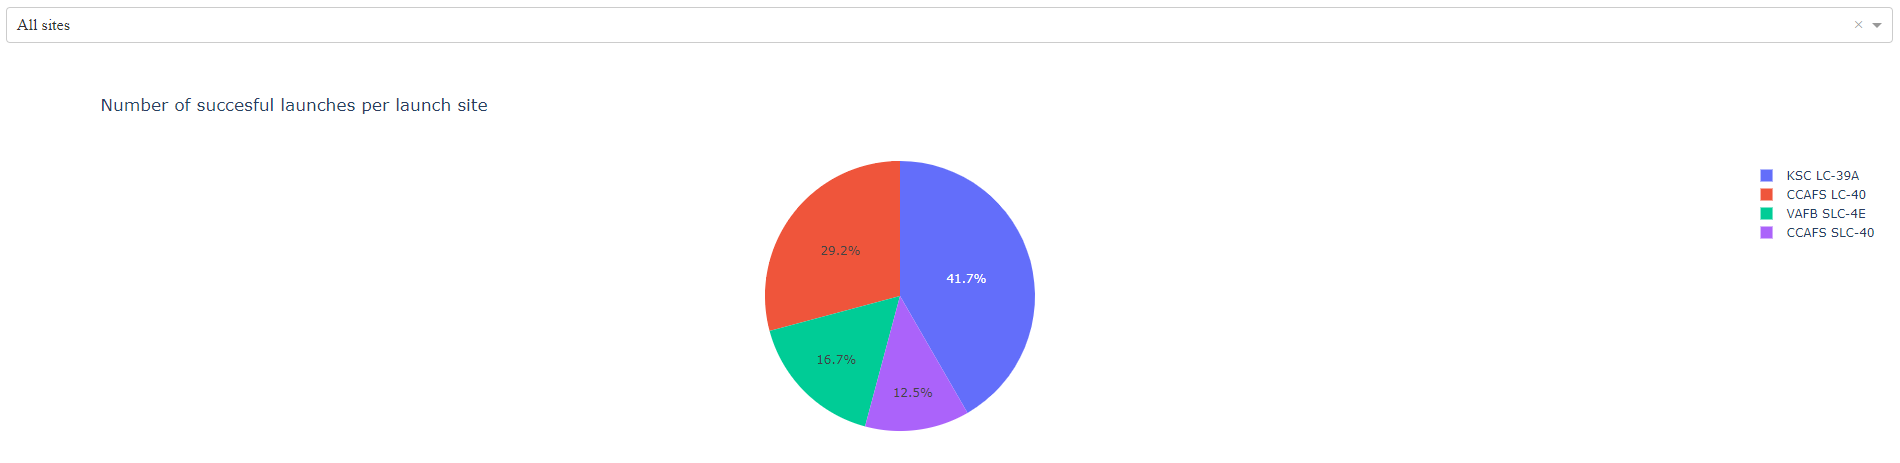 All sites
Number of succesful launches per launch site
KSC LC-39A
CCAFS LC-40
VAFB SLC-4E
CCAFS SLC-40
29.2%
41.7%
16.7%
12.5%